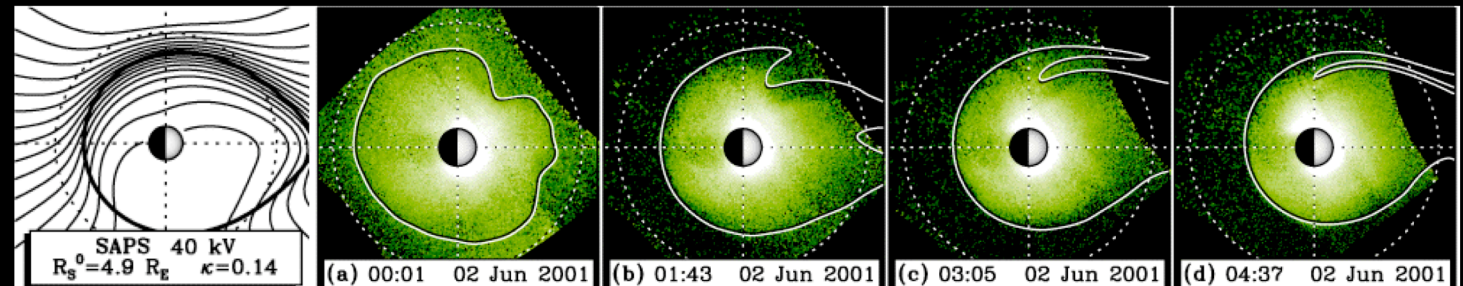 SAPS 40 kV
R_S^0=4.9 R_E κ=0.14
(a) 00:01 02 Jun 2001
(b) 01:43 02 Jun 2001
(c) 03:05 02 Jun 2001
(d) 04:37 02 Jun 2001